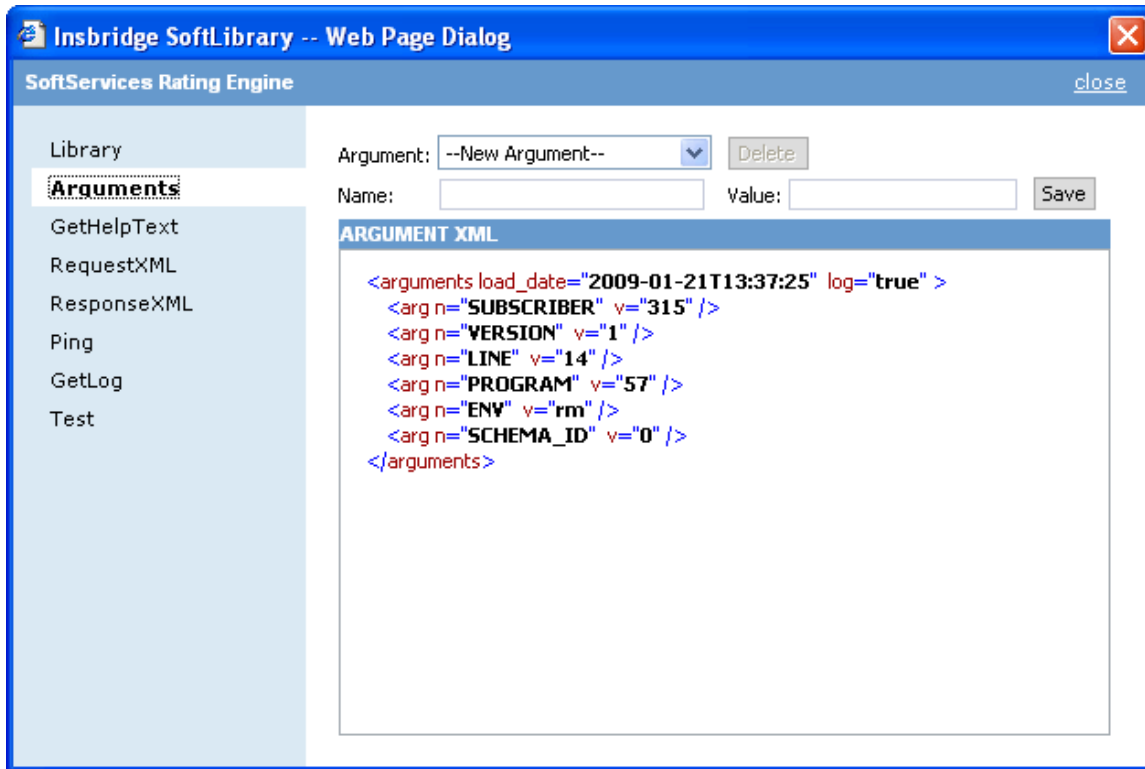 Insbridge SoftLibrary -- Web Page Dialog
SoftServices Rating Engine close
Library
Arguments
GetHelpText
RequestXML
ResponseXML
Ping
GetLog
Test
Argument: --New Argument-- Delete
Name: Value: Save
ARGUMENT XML
<arguments load_date="2009-01-21T13:37:25" log="true" >
<arg n="SUBSCRIBER" v="315" />
<arg n="VERSION" v="1" />
<arg n="LINE" v="14" />
<arg n="PROGRAM" v="57" />
<arg n="ENV" v="rm" />
<arg n="SCHEMA_ID" v="0" />
</arguments>